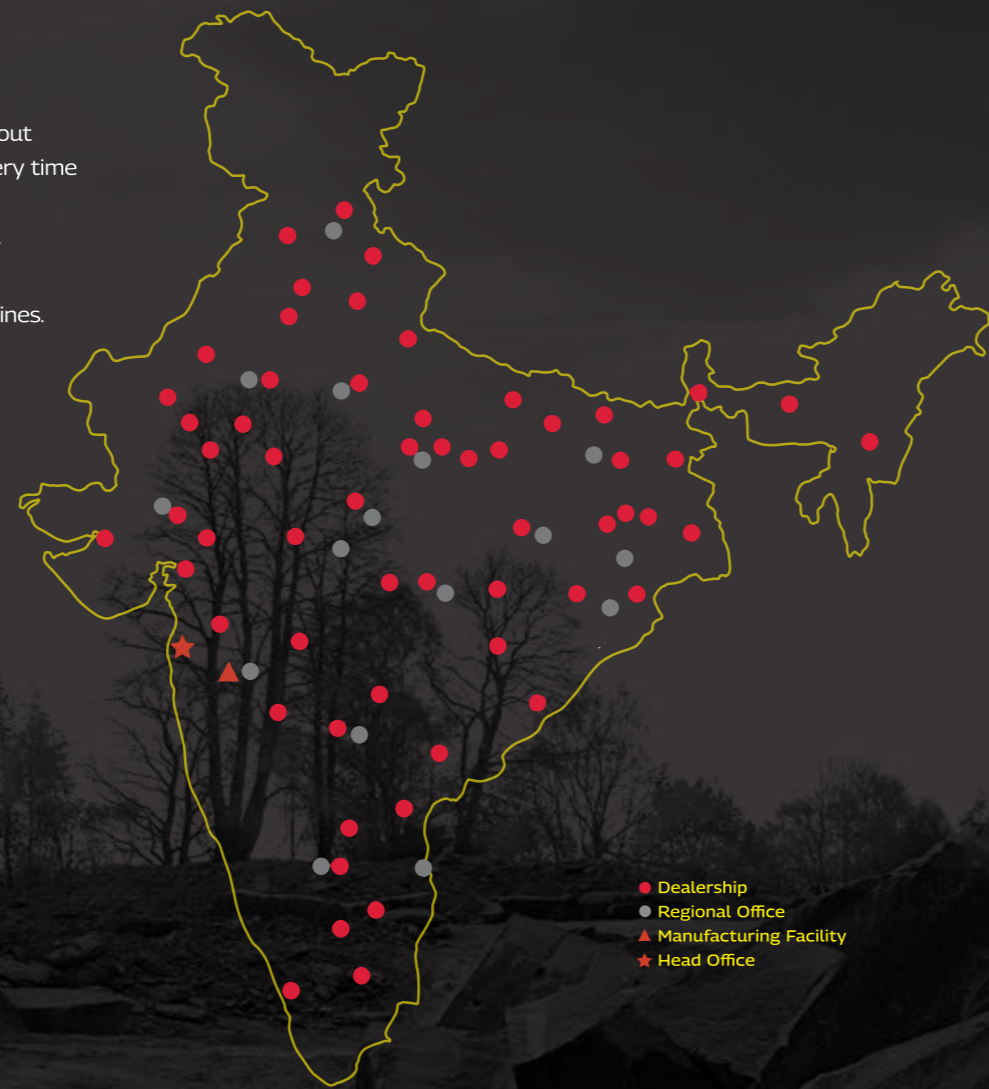 out
ery time
ines.
Dealership
Regional Office
Manufacturing Facility
Head Office